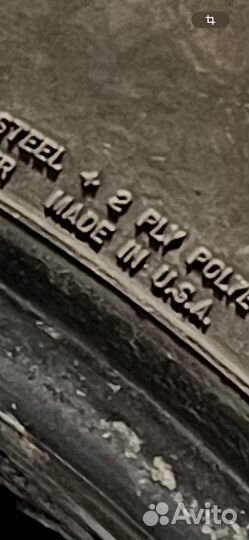 STEEL + 2 PLY POLYE
MADE IN U.S.A.
Avito